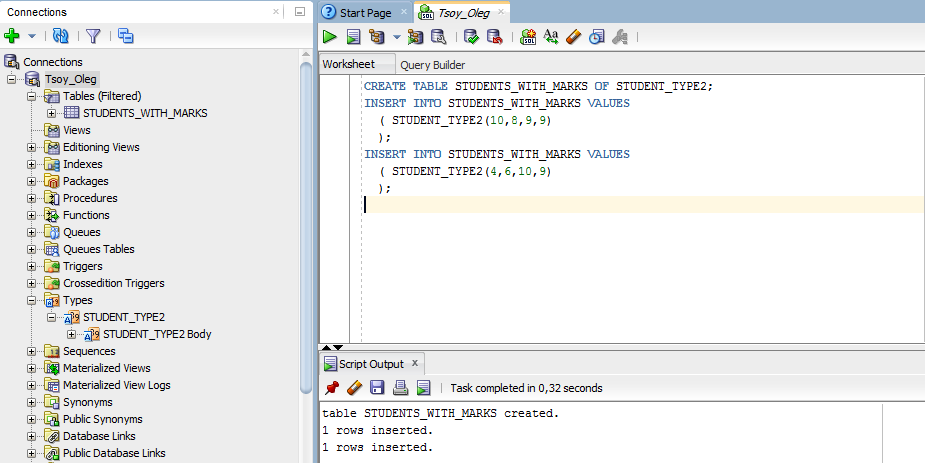 Connections
Connections
Tsoy_Oleg
Tables (Filtered)
STUDENTS_WITH_MARKS
Views
Editioning Views
Indexes
Packages
Procedures
Functions
Queues
Queues Tables
Triggers
Crossedition Triggers
Types
STUDENT_TYPE2
STUDENT_TYPE2 Body
Sequences
Materialized Views
Materialized View Logs
Synonyms
Public Synonyms
Database Links
Public Database Links
Start Page
Tsoy_Oleg
Worksheet
Query Builder
CREATE TABLE STUDENTS_WITH_MARKS OF STUDENT_TYPE2;
INSERT INTO STUDENTS_WITH_MARKS VALUES
( STUDENT_TYPE2(10,8,9,9)
);
INSERT INTO STUDENTS_WITH_MARKS VALUES
( STUDENT_TYPE2(4,6,10,9)
);
Script Output
Task completed in 0,32 seconds
table STUDENTS_WITH_MARKS created.
1 rows inserted.
1 rows inserted.